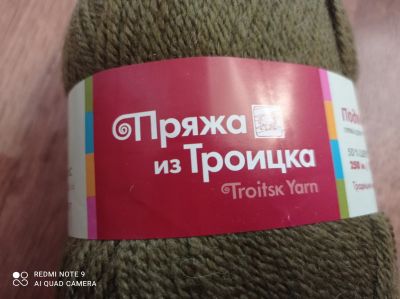 Пряжа
из Троицка
Troitsk Yarn
REDMI NOTE 9
AI QUAD CAMERA